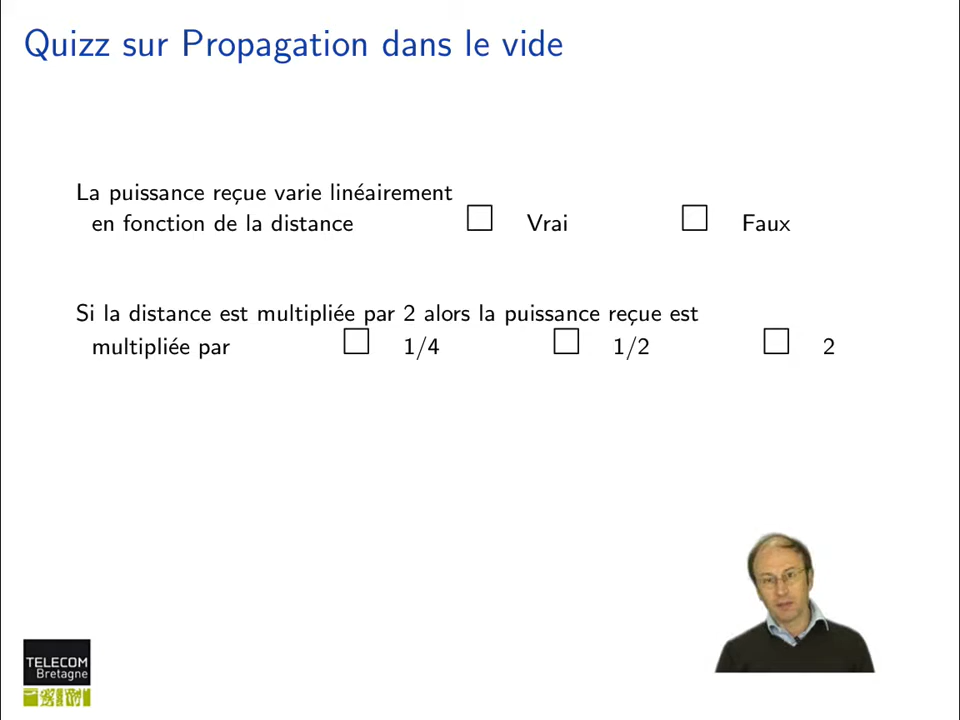 Quizz sur Propagation dans le vide
La puissance reçue varie linéairement
en fonction de la distance Vrai Faux
Si la distance est multipliée par 2 alors la puissance reçue est
multipliée par 1/4 1/2 2
TELECOM
Bretagne